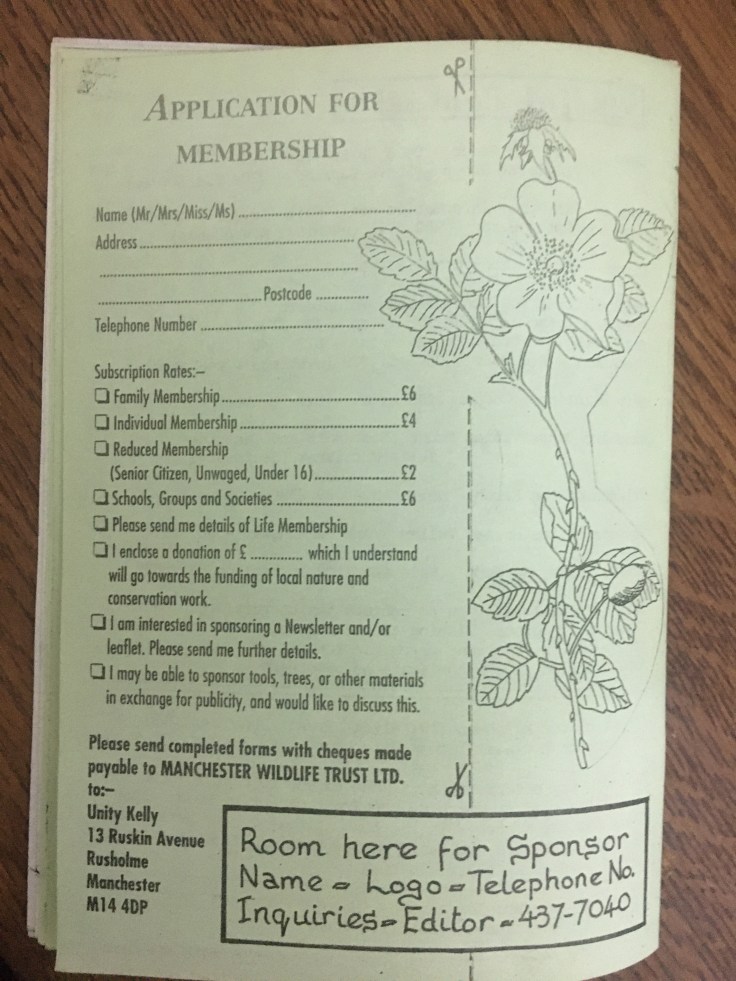 APPLICATION FOR
MEMBERSHIP
Name (Mr/Mrs/Miss/Ms) ..........................................
Address ..........................................
..........................................
.......................................... Postcode .............
Telephone Number ..........................................
Subscription Rates:–
❏ Family Membership ..........................................£6
❏ Individual Membership ..........................................£4
❏ Reduced Membership
(Senior Citizen, Unwaged, Under 16) ......................£2
❏ Schools, Groups and Societies ..............................£6
❏ Please send me details of Life Membership
❏ I enclose a donation of £ ............. which I understand
will go towards the funding of local nature and
conservation work.
❏ I am interested in sponsoring a Newsletter and/or
leaflet. Please send me further details.
❏ I may be able to sponsor tools, trees, or other materials
in exchange for publicity, and would like to discuss this.
Please send completed forms with cheques made
payable to MANCHESTER WILDLIFE TRUST LTD.
to:–
Unity Kelly
13 Ruskin Avenue
Rusholme
Manchester
M14 4DP
Room here for Sponsor
Name - Logo - Telephone No.
Inquiries - Editor - 437-7040